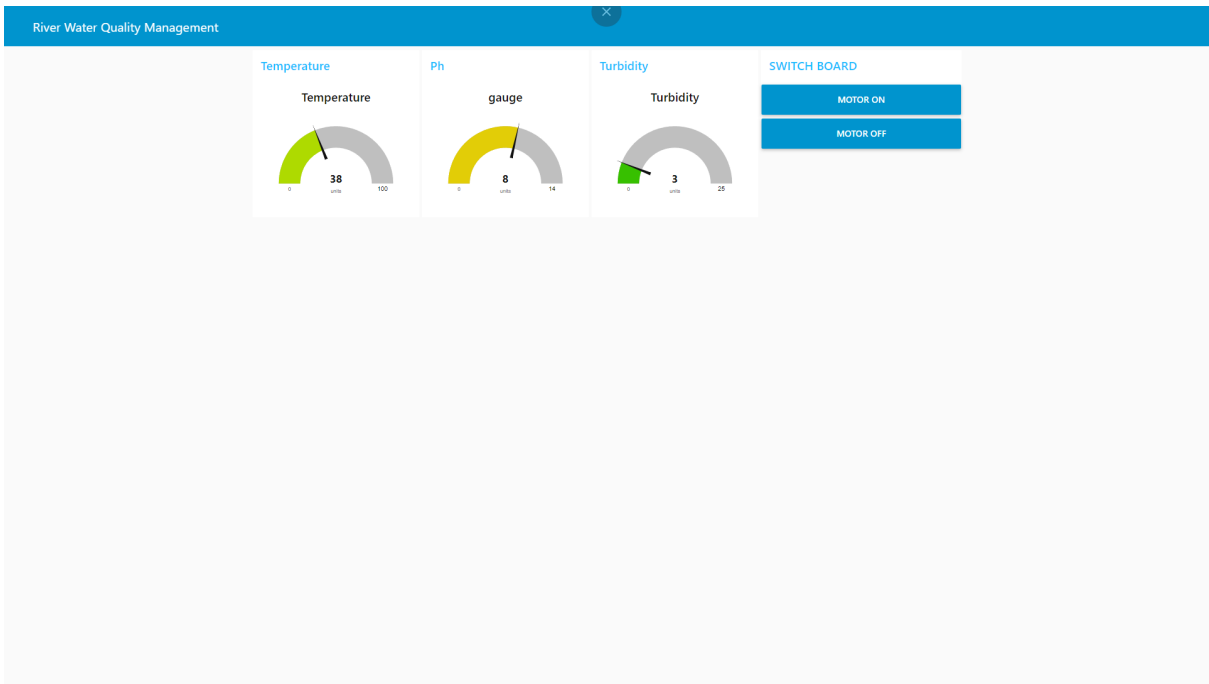 River Water Quality Management
Temperature
Temperature
38
units
0
100
Ph
gauge
8
units
0
14
Turbidity
Turbidity
3
units
0
25
SWITCH BOARD
MOTOR ON
MOTOR OFF